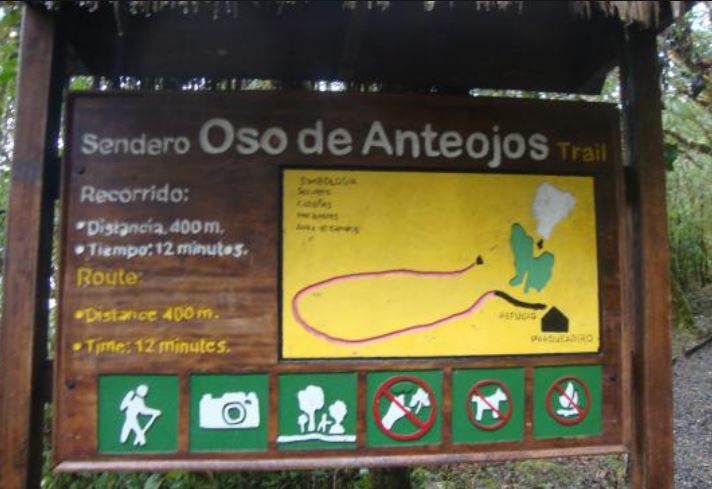 Sendero Oso de Anteojos Trail
Recorrido:
•Distancia, 400 m.
•Tiempo: 12 minutos.
Route:
•Distance 400 m.
•Time: 12 minutes.
SIMBOLOGIA
Sendero
REFUGIO
PARQUEADERO